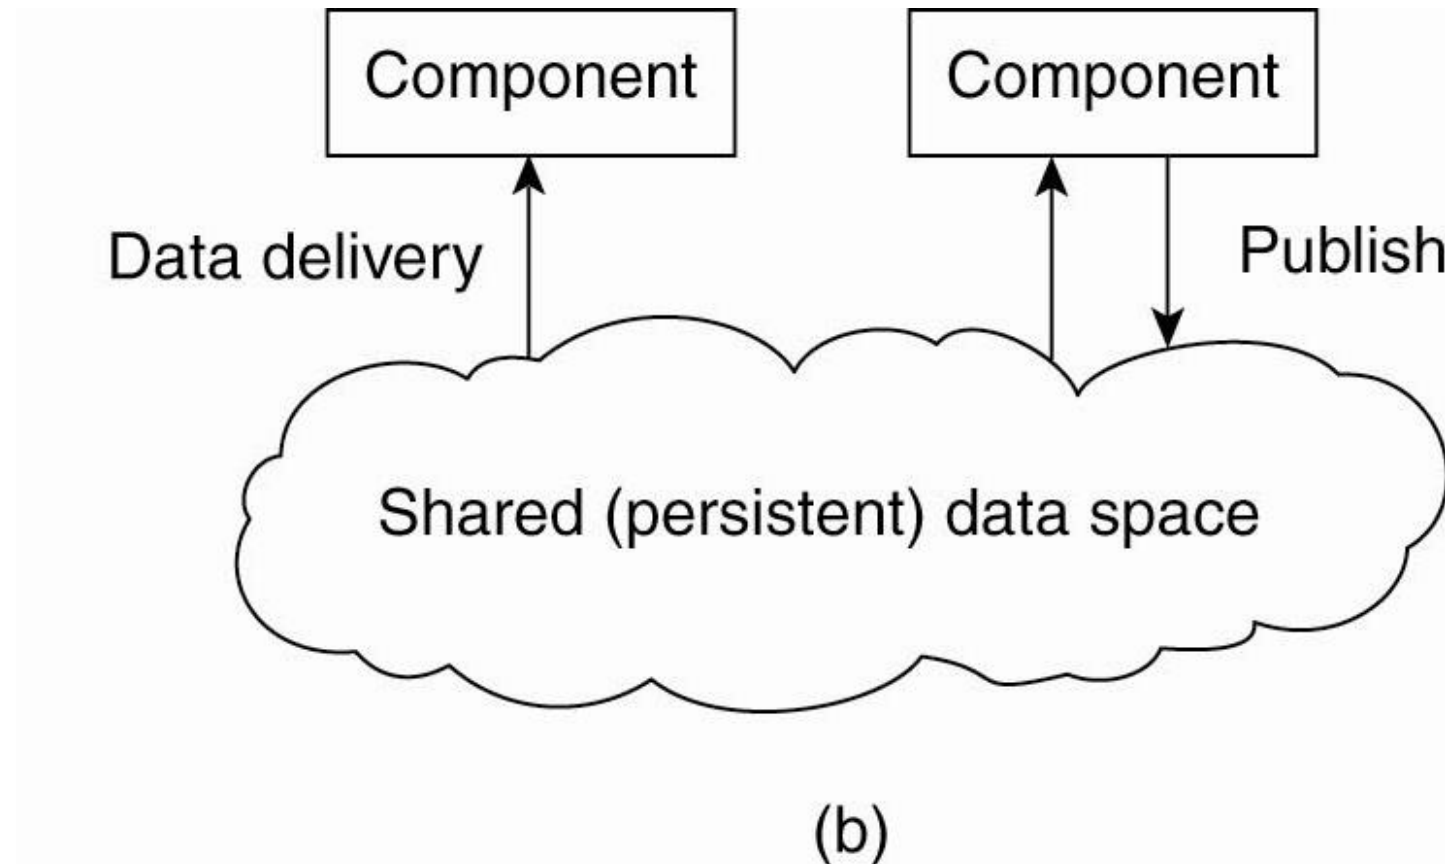 Component
Component
Data delivery
Publish
Shared (persistent) data space
(b)